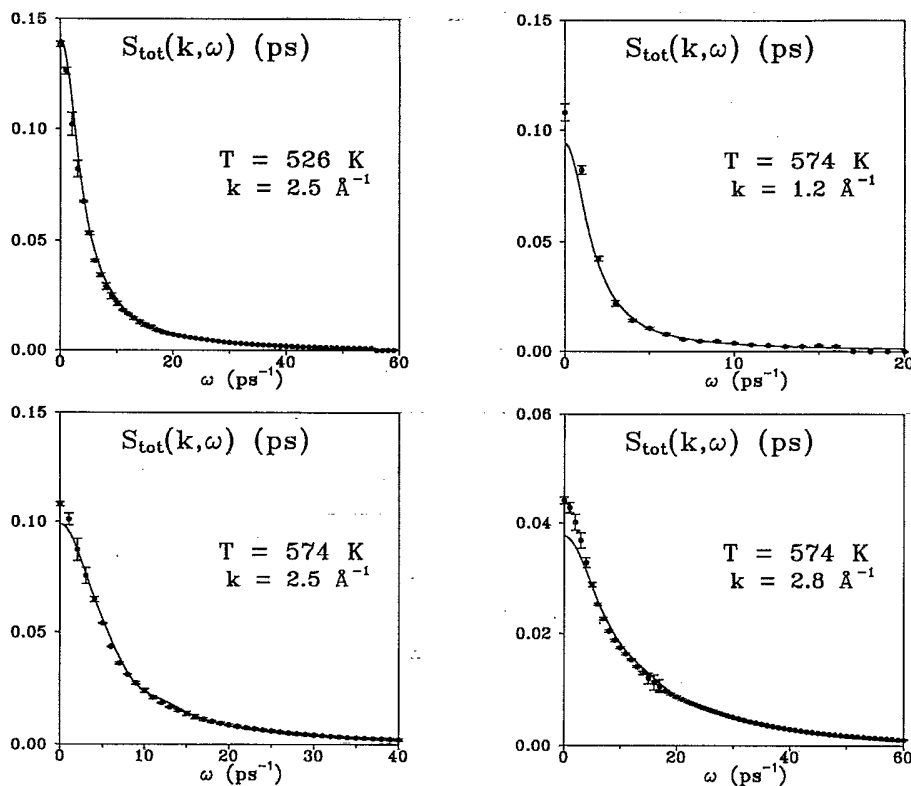 0.15
S_tot(k,ω) (ps)
0.10
T = 526 K
k = 2.5 Å⁻¹
0.05
0.00
0 20 40 60
ω (ps⁻¹)
0.15
S_tot(k,ω) (ps)
0.10
T = 574 K
k = 1.2 Å⁻¹
0.05
0.00
0 10 20
ω (ps⁻¹)
0.15
S_tot(k,ω) (ps)
0.10
T = 574 K
k = 2.5 Å⁻¹
0.05
0.00
0 10 20 30 40
ω (ps⁻¹)
0.06
S_tot(k,ω) (ps)
0.04
T = 574 K
k = 2.8 Å⁻¹
0.02
0.00
0 20 40 60
ω (ps⁻¹)